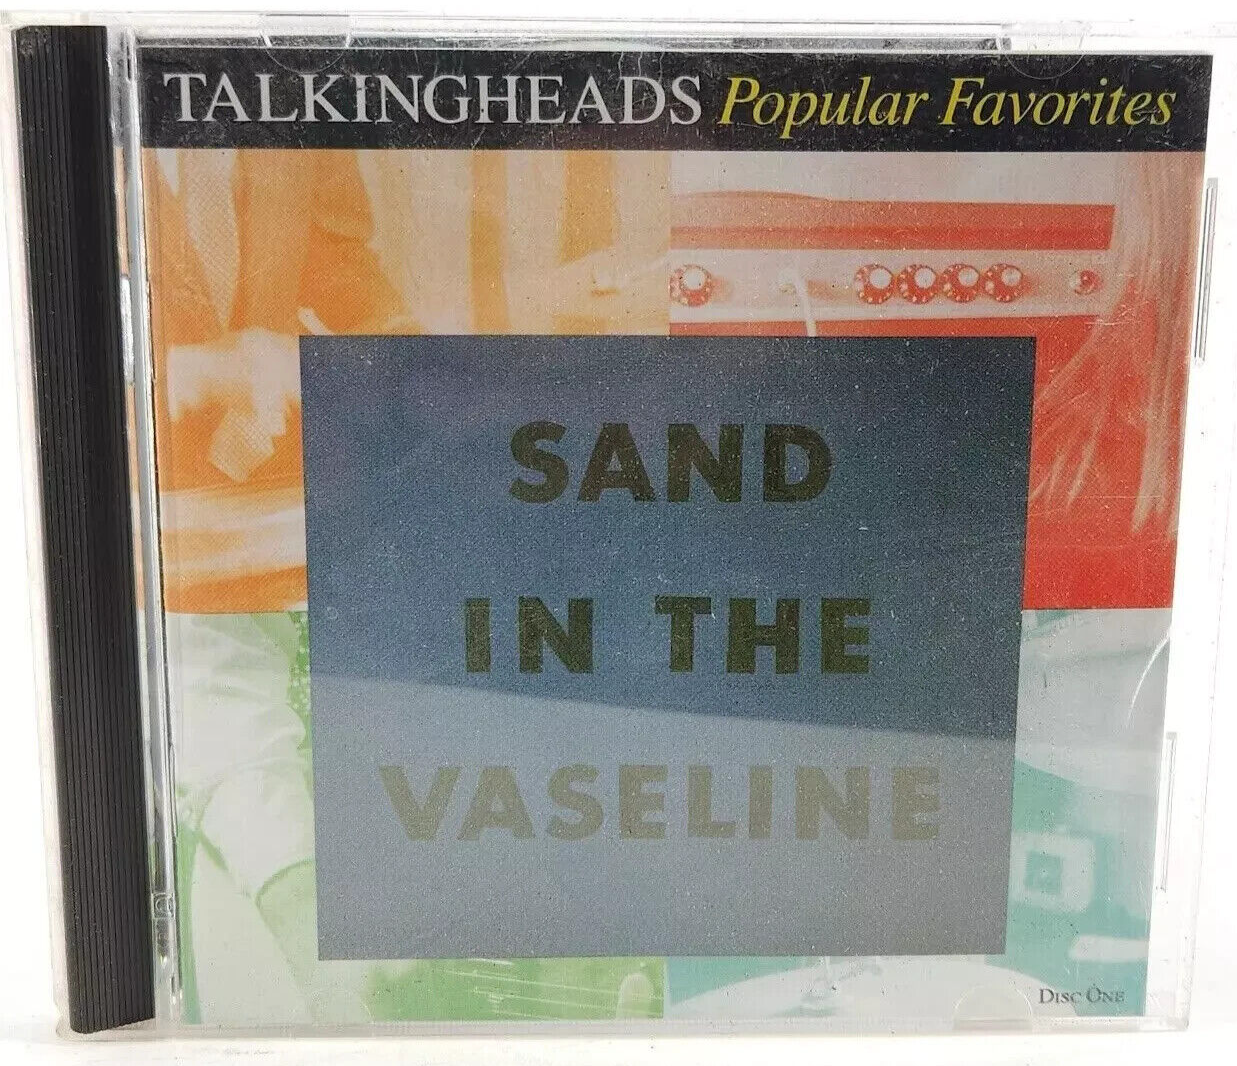 TALKINGHEADS Popular Favorites
SAND
IN THE
VASELINE
DISC ONE